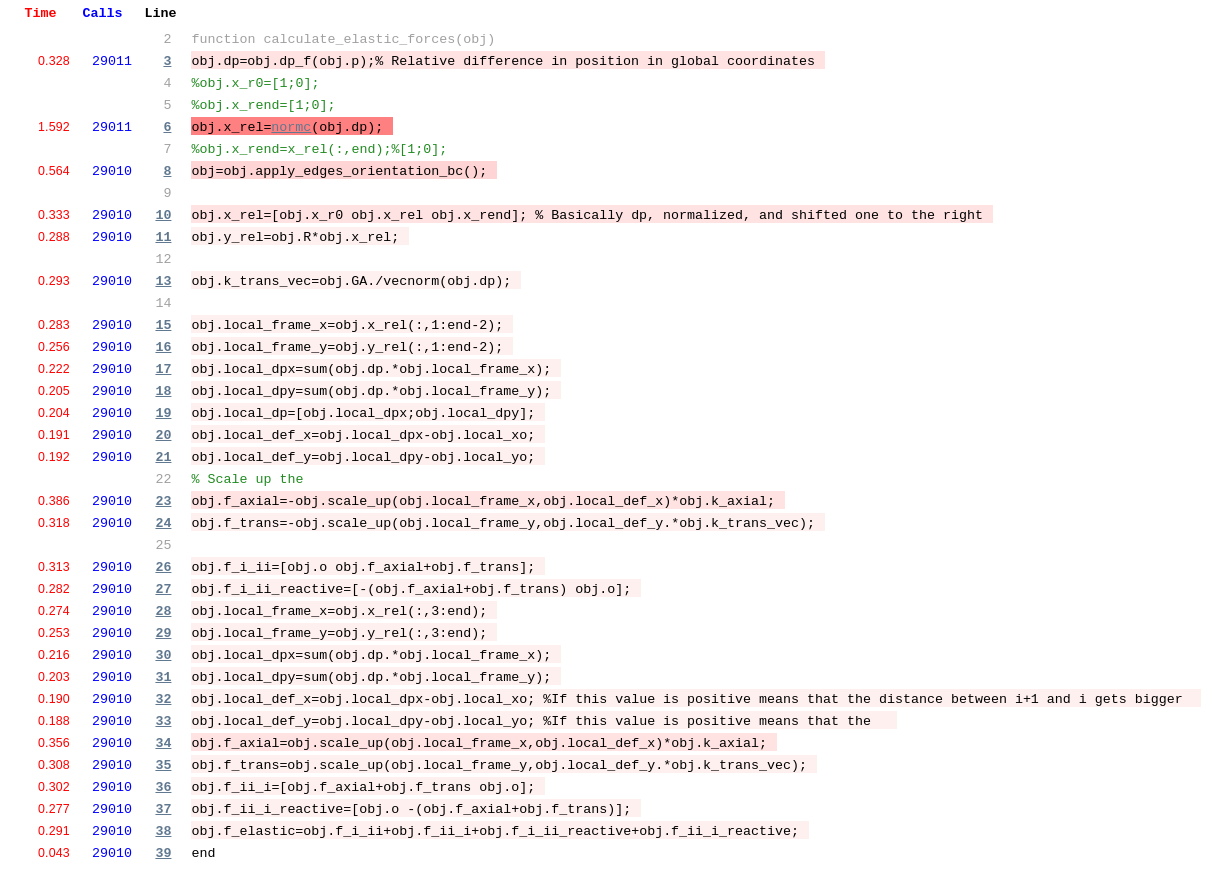 Time Calls Line
2 function calculate_elastic_forces(obj)
0.328 29011 3 obj.dp=obj.dp_f(obj.p);% Relative difference in position in global coordinates
4 %obj.x_r0=[1;0];
5 %obj.x_rend=[1;0];
1.592 29011 6 obj.x_rel=normc(obj.dp);
7 %obj.x_rend=x_rel(:,end);%[1;0];
0.564 29010 8 obj=obj.apply_edges_orientation_bc();
9
0.333 29010 10 obj.x_rel=[obj.x_r0 obj.x_rel obj.x_rend]; % Basically dp, normalized, and shifted one to the right
0.288 29010 11 obj.y_rel=obj.R*obj.x_rel;
12
0.293 29010 13 obj.k_trans_vec=obj.GA./vecnorm(obj.dp);
14
0.283 29010 15 obj.local_frame_x=obj.x_rel(:,1:end-2);
0.256 29010 16 obj.local_frame_y=obj.y_rel(:,1:end-2);
0.222 29010 17 obj.local_dpx=sum(obj.dp.*obj.local_frame_x);
0.205 29010 18 obj.local_dpy=sum(obj.dp.*obj.local_frame_y);
0.204 29010 19 obj.local_dp=[obj.local_dpx;obj.local_dpy];
0.191 29010 20 obj.local_def_x=obj.local_dpx-obj.local_xo;
0.192 29010 21 obj.local_def_y=obj.local_dpy-obj.local_yo;
22 % Scale up the
0.386 29010 23 obj.f_axial=-obj.scale_up(obj.local_frame_x,obj.local_def_x)*obj.k_axial;
0.318 29010 24 obj.f_trans=-obj.scale_up(obj.local_frame_y,obj.local_def_y.*obj.k_trans_vec);
25
0.313 29010 26 obj.f_i_ii=[obj.o obj.f_axial+obj.f_trans];
0.282 29010 27 obj.f_i_ii_reactive=[-(obj.f_axial+obj.f_trans) obj.o];
0.274 29010 28 obj.local_frame_x=obj.x_rel(:,3:end);
0.253 29010 29 obj.local_frame_y=obj.y_rel(:,3:end);
0.216 29010 30 obj.local_dpx=sum(obj.dp.*obj.local_frame_x);
0.203 29010 31 obj.local_dpy=sum(obj.dp.*obj.local_frame_y);
0.190 29010 32 obj.local_def_x=obj.local_dpx-obj.local_xo; %If this value is positive means that the distance between i+1 and i gets bigger
0.188 29010 33 obj.local_def_y=obj.local_dpy-obj.local_yo; %If this value is positive means that the
0.356 29010 34 obj.f_axial=obj.scale_up(obj.local_frame_x,obj.local_def_x)*obj.k_axial;
0.308 29010 35 obj.f_trans=obj.scale_up(obj.local_frame_y,obj.local_def_y.*obj.k_trans_vec);
0.302 29010 36 obj.f_ii_i=[obj.f_axial+obj.f_trans obj.o];
0.277 29010 37 obj.f_ii_i_reactive=[obj.o -(obj.f_axial+obj.f_trans)];
0.291 29010 38 obj.f_elastic=obj.f_i_ii+obj.f_ii_i+obj.f_i_ii_reactive+obj.f_ii_i_reactive;
0.043 29010 39 end